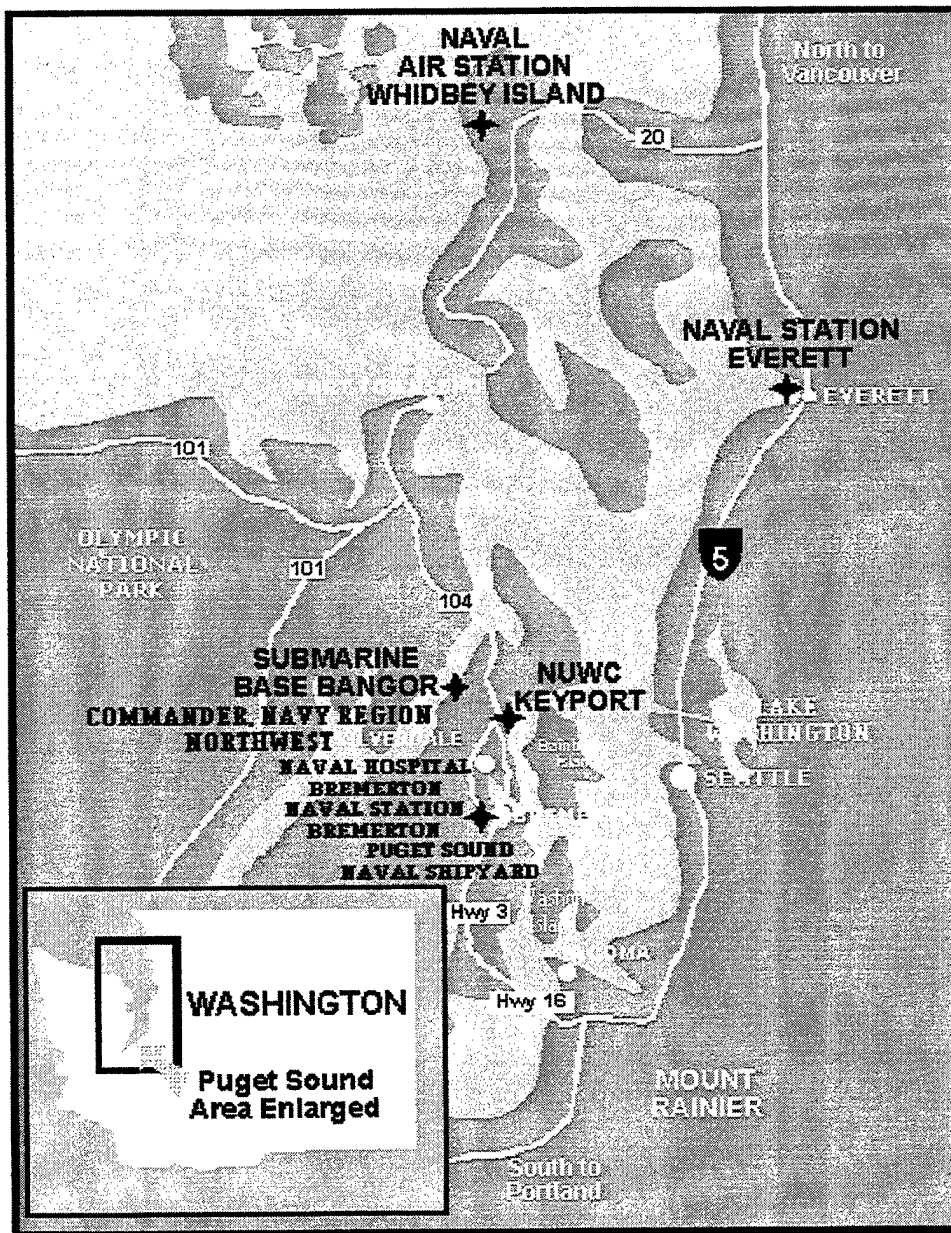 NAVAL
AIR STATION
WHIDBEY ISLAND
North to
Vancouver
20
NAVAL STATION
EVERETT
EVERETT
101
OLYMPIC
NATIONAL
PARK
101
5
104
SUBMARINE
BASE BANGOR
NUWC
KEYPORT
COMMANDER, NAVY REGION
NORTHWEST
LAKE
WASHINGTON
NAVAL HOSPITAL
BREMERTON
SEATTLE
NAVAL STATION
BREMERTON
PUGET SOUND
NAVAL SHIPYARD
Hwy 3
Hwy 16
WASHINGTON
Puget Sound
Area Enlarged
MOUNT
RAINIER
South to
Portland